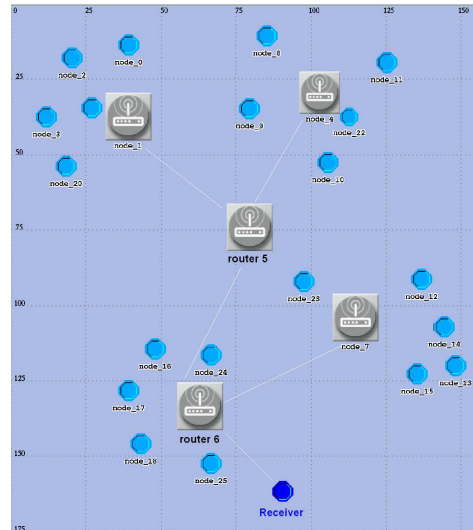 0 25 50 75 100 125 150
node_0
node_8
node_2
node_11
25
node_3
node_9
node_4
node_22
node_1
50
node_20
node_10
75
router 5
node_23
node_12
100
node_7
node_14
node_16
node_24
125
node_17
node_15
node_13
router 6
node_18
150
node_25
Receiver
175